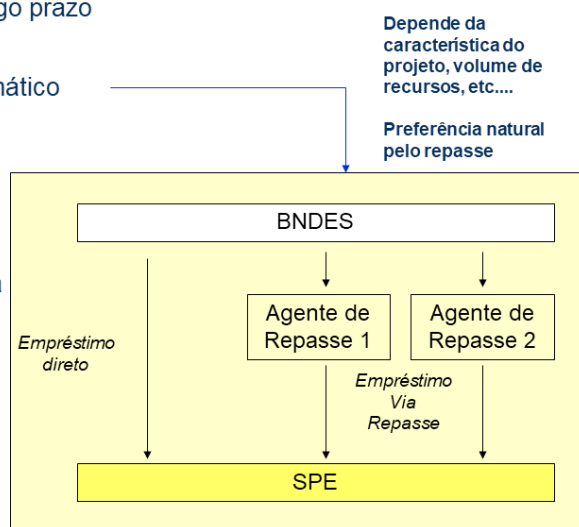 go prazo
Depende da
característica do
projeto, volume de
recursos, etc....
mático
Preferência natural
pelo repasse
BNDES
a
Agente de
Repasse 1
Agente de
Repasse 2
Empréstimo
direto
Empréstimo
Via
Repasse
SPE